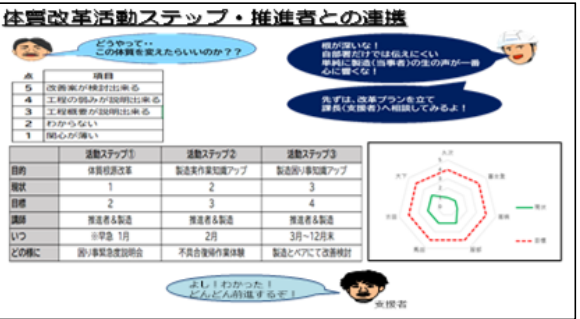 体質改革活動ステップ・推進者との連携
どうやって・・
この体質を変えたらいいのか？？
根が深いな！
自部署だけでは伝えにくい
単純に製造(当事者)の生の声が一番
心に響くな！
先ずは、改革プランを立て
課長(支援者)へ相談してみるよ！
点 項目
5 改善案が検討出来る
4 工程の弱みが説明出来る
3 工程概要が説明出来る
2 わからない
1 関心が薄い
活動ステップ① 活動ステップ② 活動ステップ③
目的 体質根源改革 製造実作業知識アップ 製造困り事知識アップ
現状 1 2 3
目標 2 3 4
講師 推進者&製造 推進者&製造 推進者&製造
いつ ※早急 1月 2月 3月～12月末
どの様に 困り事緊急度説明会 不具合復帰作業体験 製造とペアにて改善検討
5
4
3
2
1
0
現状
目標
よし！わかった！
どんどん前進するぞ！
支援者